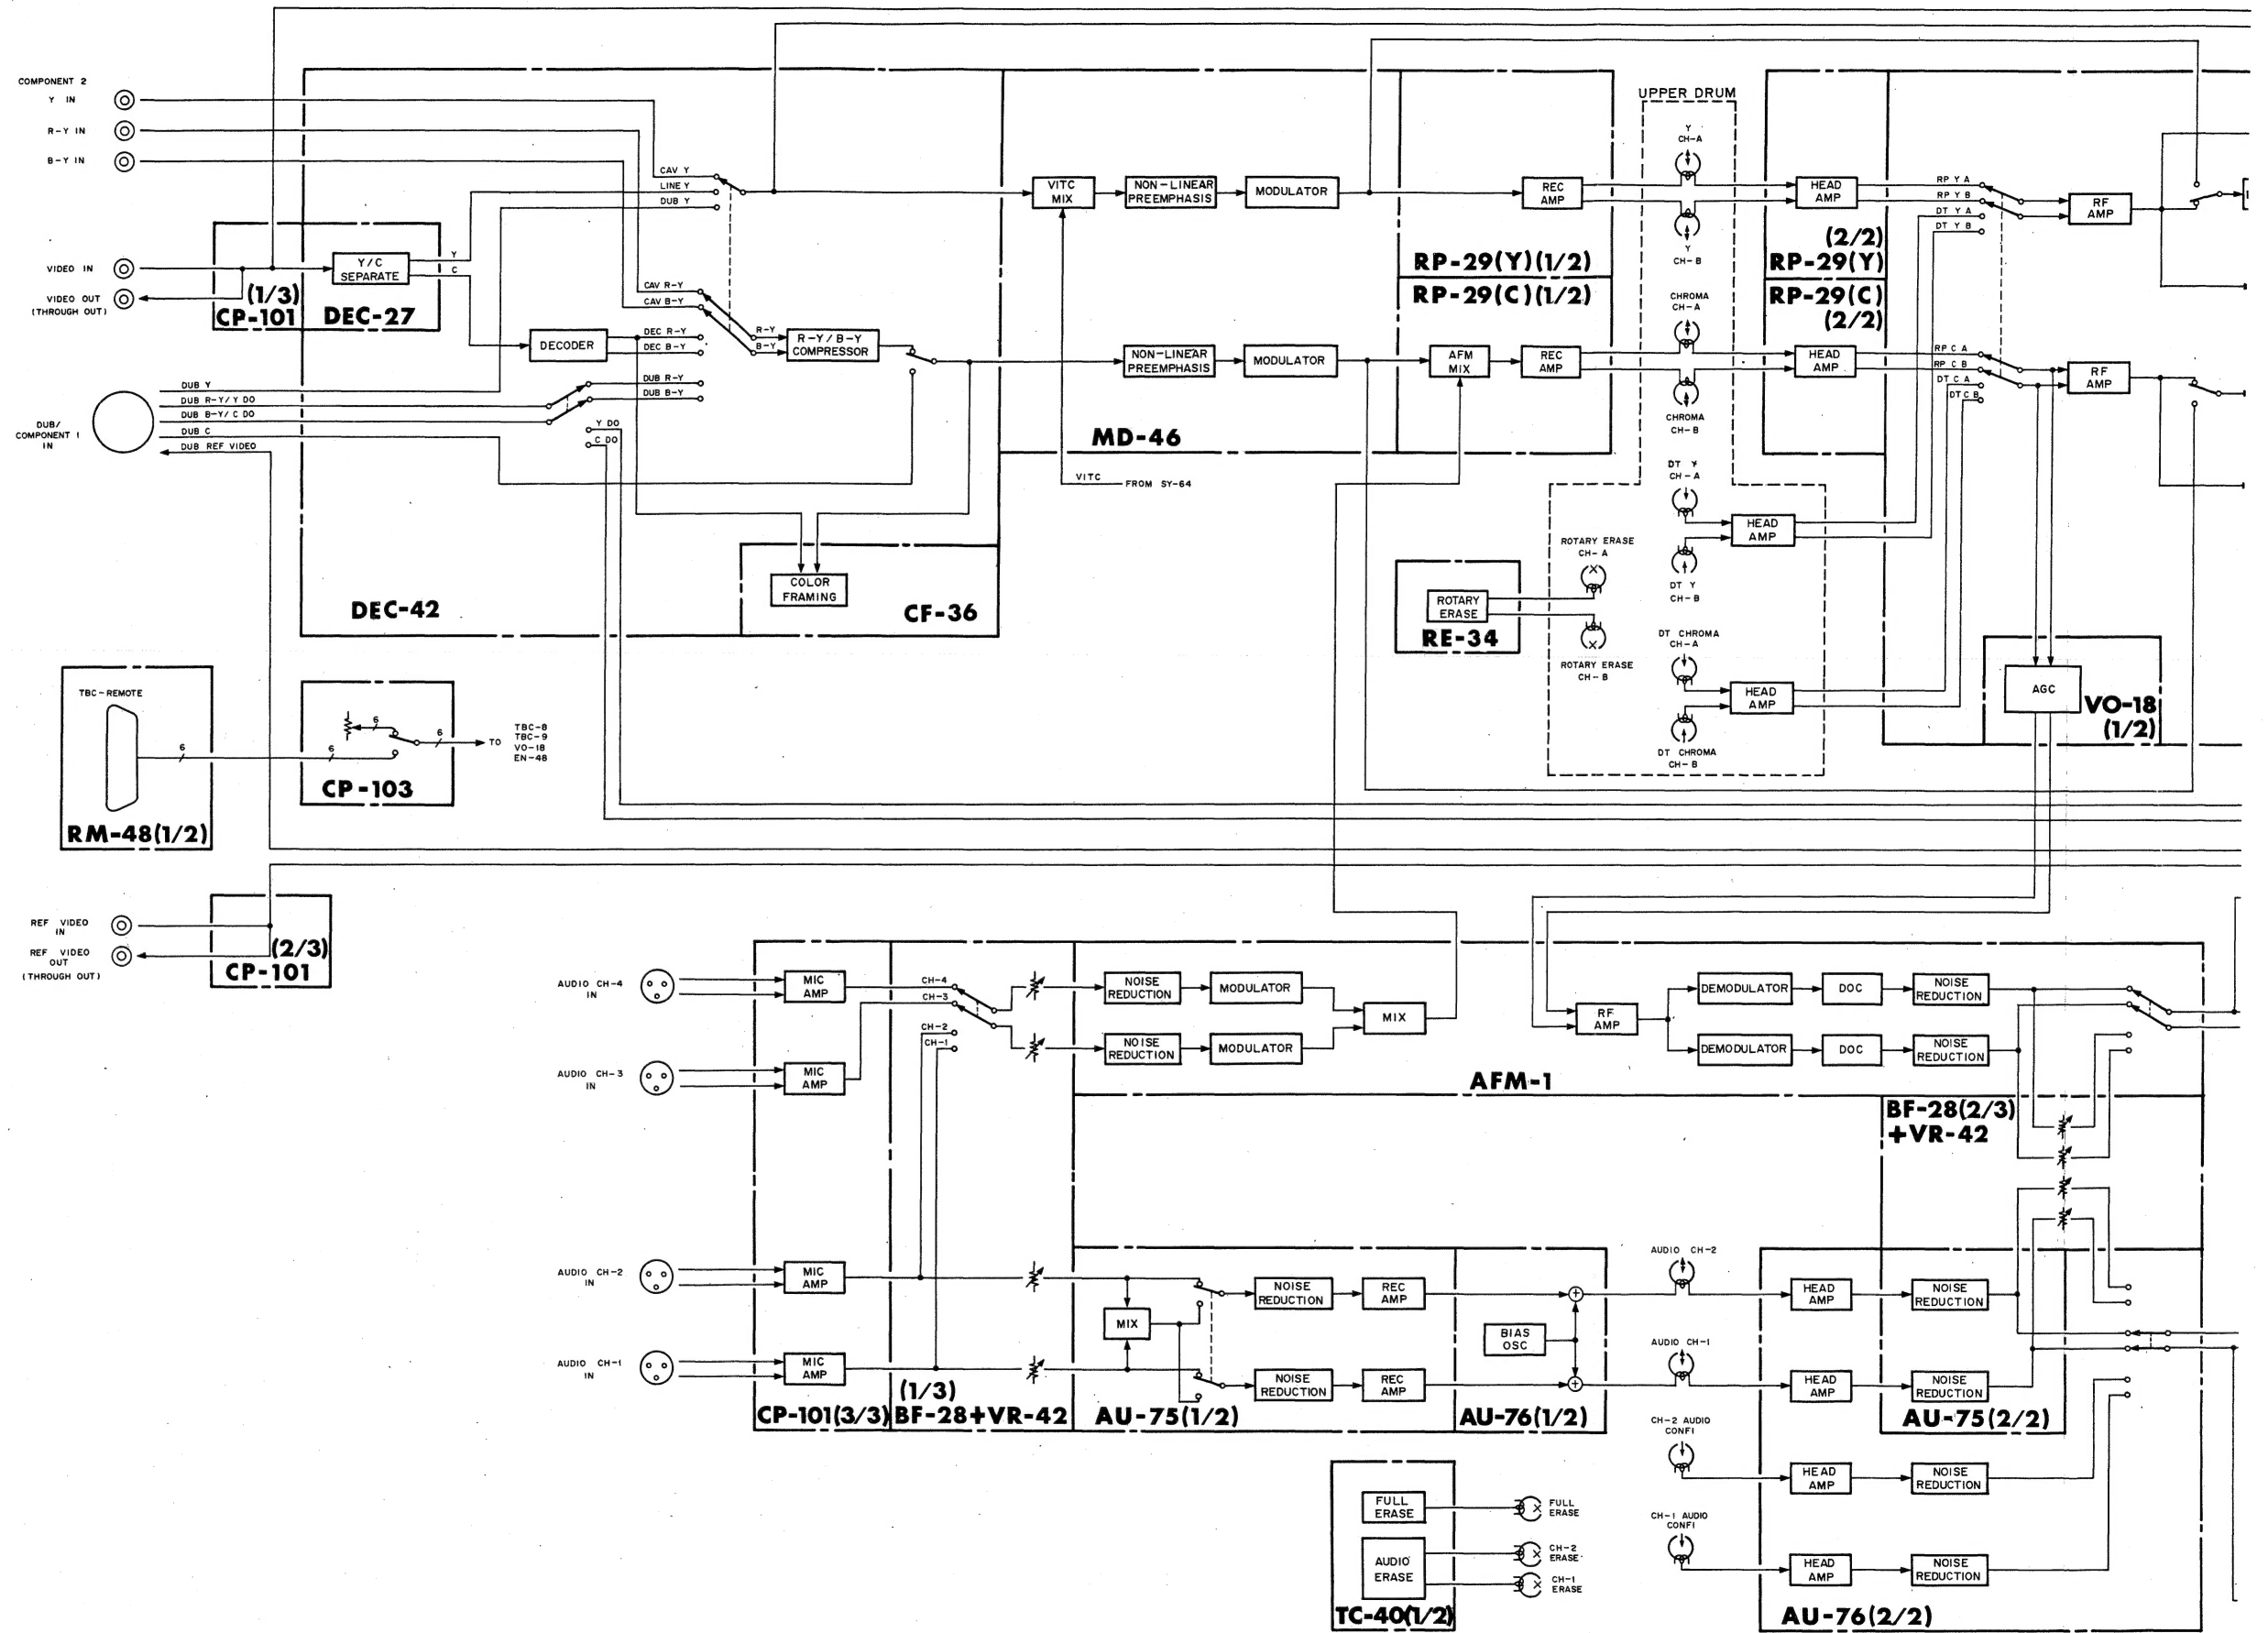 COMPONENT 2
Y IN
R-Y IN
B-Y IN
VIDEO IN
VIDEO OUT
(THROUGH OUT)
(1/3)
CP-101
Y/C
SEPARATE
DEC-27
Y
C
CAV Y
LINE Y
DUB Y
CAV R-Y
CAV B-Y
DECODER
DEC R-Y
DEC B-Y
R-Y
B-Y
R-Y/B-Y
COMPRESSOR
DUB R-Y
DUB B-Y
Y DO
C DO
DUB/
COMPONENT 1
IN
DUB Y
DUB R-Y/Y DO
DUB B-Y/C DO
DUB C
DUB REF VIDEO
COLOR
FRAMING
DEC-42
CF-36
VITC
MIX
NON-LINEAR
PREEMPHASIS
MODULATOR
NON-LINEAR
PREEMPHASIS
MODULATOR
MD-46
VITC
FROM SY-64
REC
AMP
RP-29(Y)(1/2)
RP-29(C)(1/2)
AFM
MIX
REC
AMP
UPPER DRUM
Y
CH-A
Y
CH-B
CHROMA
CH-A
CHROMA
CH-B
DT Y
CH-A
DT Y
CH-B
HEAD
AMP
DT CHROMA
CH-A
DT CHROMA
CH-B
HEAD
AMP
ROTARY ERASE
CH-A
ROTARY ERASE
CH-B
ROTARY
ERASE
RE-34
HEAD
AMP
(2/2)
RP-29(Y)
RP-29(C)
(2/2)
HEAD
AMP
RP Y A
RP Y B
DT Y A
DT Y B
RF
AMP
RP C A
RP C B
DT C A
DT C B
RF
AMP
AGC
VO-18
(1/2)
TBC-REMOTE
6
RM-48(1/2)
6
6
6
CP-103
TO
TBC-8
TBC-9
VO-18
EN-48
REF VIDEO
IN
REF VIDEO
OUT
(THROUGH OUT)
(2/3)
CP-101
AUDIO CH-4
IN
AUDIO CH-3
IN
AUDIO CH-2
IN
AUDIO CH-1
IN
MIC
AMP
MIC
AMP
MIC
AMP
MIC
AMP
CP-101(3/3)
CH-4
CH-3
CH-2
CH-1
(1/3)
BF-28+VR-42
NOISE
REDUCTION
MODULATOR
NOISE
REDUCTION
MODULATOR
MIX
AFM-1
RF
AMP
DEMODULATOR
DOC
NOISE
REDUCTION
DEMODULATOR
DOC
NOISE
REDUCTION
BF-28(2/3)
+VR-42
MIX
NOISE
REDUCTION
REC
AMP
NOISE
REDUCTION
REC
AMP
AU-75(1/2)
BIAS
OSC
AU-76(1/2)
AUDIO CH-2
AUDIO CH-1
CH-2 AUDIO
CONFI
CH-1 AUDIO
CONFI
HEAD
AMP
NOISE
REDUCTION
HEAD
AMP
NOISE
REDUCTION
AU-75(2/2)
HEAD
AMP
NOISE
REDUCTION
HEAD
AMP
NOISE
REDUCTION
AU-76(2/2)
FULL
ERASE
AUDIO
ERASE
TC-40(1/2)
FULL
ERASE
CH-2
ERASE
CH-1
ERASE